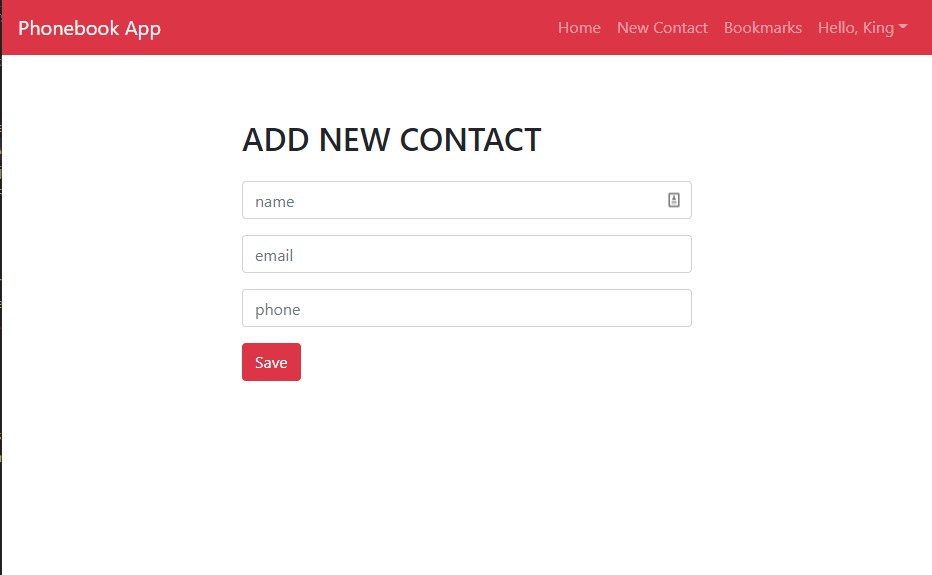 Phonebook App Home New Contact Bookmarks Hello, King
ADD NEW CONTACT
name
email
phone
Save